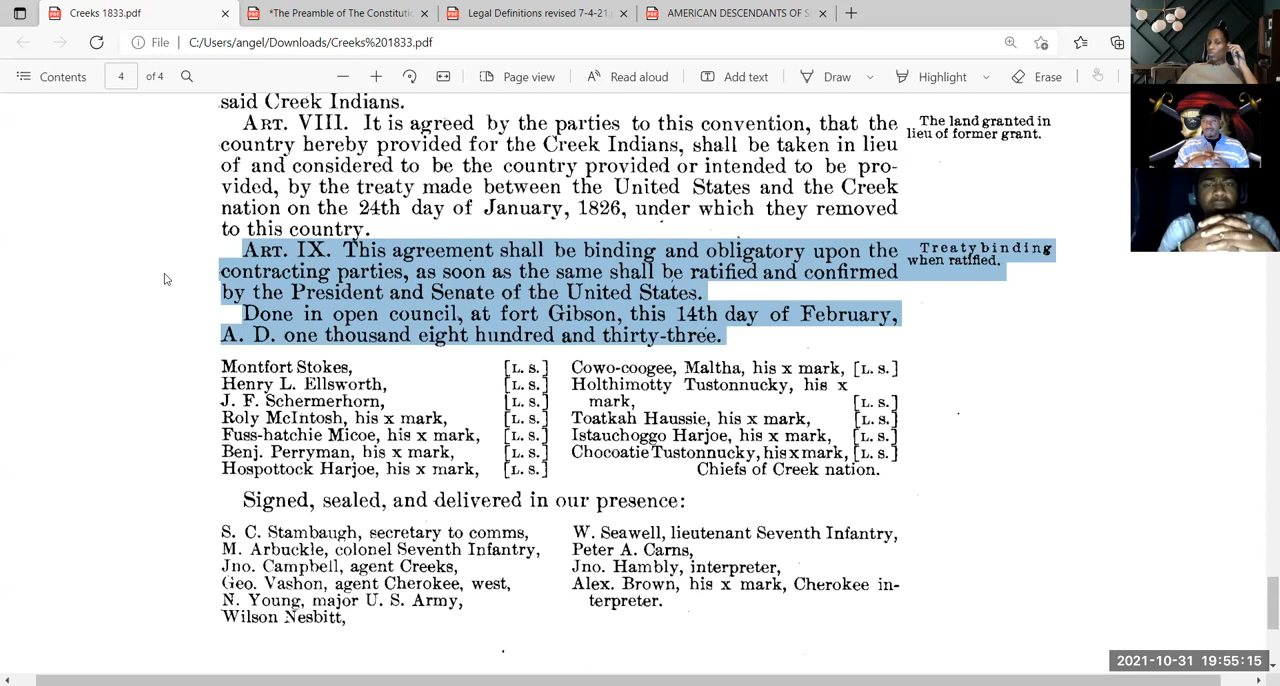 Creeks 1833.pdf
*The Preamble of The Constituti
Legal Definitions revised 7-4-21.
AMERICAN DESCENDANTS OF S
File
C:/Users/angel/Downloads/Creeks%201833.pdf
Contents
4
of 4
Page view
Read aloud
Add text
Draw
Highlight
Erase
said Creek Indians.
ART. VIII. It is agreed by the parties to this convention, that the
country hereby provided for the Creek Indians, shall be taken in lieu
of and considered to be the country provided or intended to be pro-
vided, by the treaty made between the United States and the Creek
nation on the 24th day of January, 1826, under which they removed
to this country.
The land granted in
lieu of former grant.
ART. IX. This agreement shall be binding and obligatory upon the
contracting parties, as soon as the same shall be ratified and confirmed
by the President and Senate of the United States.
Treaty binding
when ratified.
Done in open council, at fort Gibson, this 14th day of February,
A. D. one thousand eight hundred and thirty-three.
Montfort Stokes, [L. S.]
Henry L. Ellsworth, [L. S.]
J. F. Schermerhorn, [L. S.]
Roly McIntosh, his x mark, [L. S.]
Fuss-hatchie Micoe, his x mark, [L. S.]
Benj. Perryman, his x mark, [L. S.]
Hospottock Harjoe, his x mark, [L. S.]
Cowo-coogee, Maltha, his x mark, [L. S.]
Holthimotty Tustonnucky, his x
mark, [L. S.]
Toatkah Haussie, his x mark, [L. S.]
Istauchoggo Harjoe, his x mark, [L. S.]
Chocoatie Tustonnucky, his x mark, [L. S.]
Chiefs of Creek nation.
Signed, sealed, and delivered in our presence:
S. C. Stambaugh, secretary to comms,
M. Arbuckle, colonel Seventh Infantry,
Jno. Campbell, agent Creeks,
Geo. Vashon, agent Cherokee, west,
N. Young, major U. S. Army,
Wilson Nesbitt,
W. Seawell, lieutenant Seventh Infantry,
Peter A. Carns,
Jno. Hambly, interpreter,
Alex. Brown, his x mark, Cherokee in-
terpreter.
2021-10-31 19:55:15